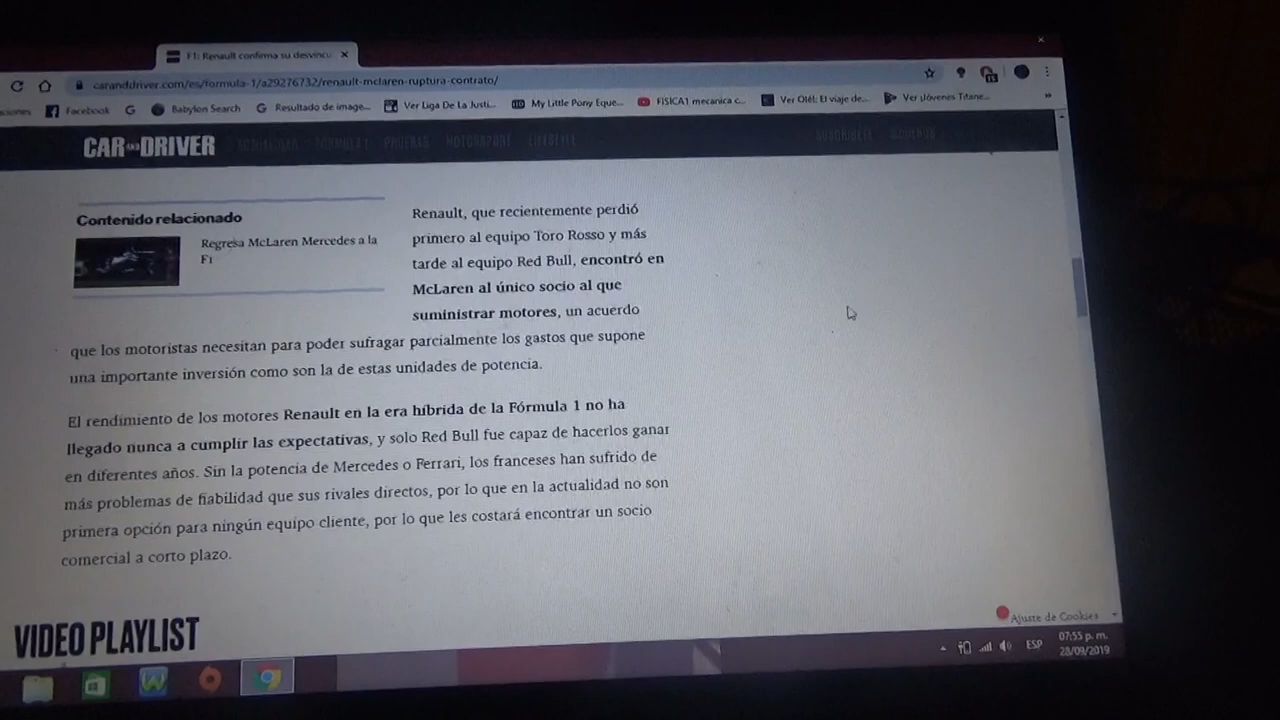 F1: Renault confirma su desvincu
caranddriver.com/es/formula-1/a29276732/renault-mclaren-ruptura-contrato/
Facebook
Babylon Search
Resultado de image...
Ver Liga De La Justi...
My Little Pony Eque...
FISICA1 mecanica c...
Ver Olé!: El viaje de...
Ver Jóvenes Titane...
CAR AND DRIVER
FÓRMULA 1 PRUEBAS MOTORSPORT LIFESTYLE
Contenido relacionado
Regresa McLaren Mercedes a la
F1
Renault, que recientemente perdió
primero al equipo Toro Rosso y más
tarde al equipo Red Bull, encontró en
McLaren al único socio al que
suministrar motores, un acuerdo
que los motoristas necesitan para poder sufragar parcialmente los gastos que supone
una importante inversión como son la de estas unidades de potencia.
El rendimiento de los motores Renault en la era híbrida de la Fórmula 1 no ha
llegado nunca a cumplir las expectativas, y solo Red Bull fue capaz de hacerlos ganar
en diferentes años. Sin la potencia de Mercedes o Ferrari, los franceses han sufrido de
más problemas de fiabilidad que sus rivales directos, por lo que en la actualidad no son
primera opción para ningún equipo cliente, por lo que les costará encontrar un socio
comercial a corto plazo.
VIDEO PLAYLIST
Ajuste de Cookies
ESP
07:55 p. m.
28/09/2019